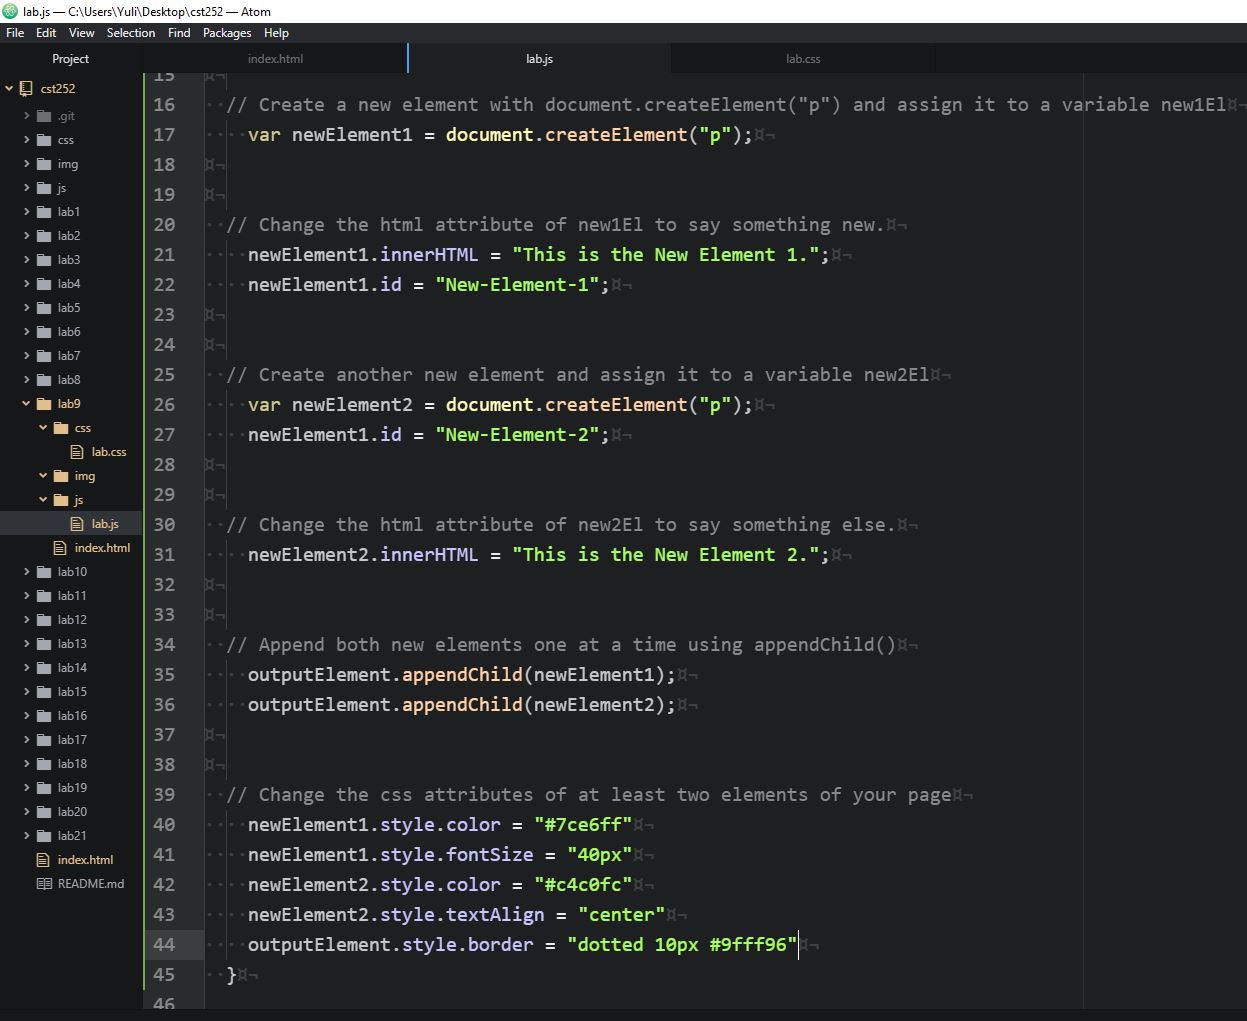 lab.js — C:\Users\Yuli\Desktop\cst252 — Atom
File Edit View Selection Find Packages Help
Project
index.html
lab.js
lab.css
cst252
.git
css
img
js
lab1
lab2
lab3
lab4
lab5
lab6
lab7
lab8
lab9
css
lab.css
img
js
lab.js
index.html
lab10
lab11
lab12
lab13
lab14
lab15
lab16
lab17
lab18
lab19
lab20
lab21
index.html
README.md
15
16 // Create a new element with document.createElement("p") and assign it to a variable new1El
17 var newElement1 = document.createElement("p");
18
19
20 // Change the html attribute of new1El to say something new.
21 newElement1.innerHTML = "This is the New Element 1.";
22 newElement1.id = "New-Element-1";
23
24
25 // Create another new element and assign it to a variable new2El
26 var newElement2 = document.createElement("p");
27 newElement1.id = "New-Element-2";
28
29
30 // Change the html attribute of new2El to say something else.
31 newElement2.innerHTML = "This is the New Element 2.";
32
33
34 // Append both new elements one at a time using appendChild()
35 outputElement.appendChild(newElement1);
36 outputElement.appendChild(newElement2);
37
38
39 // Change the css attributes of at least two elements of your page
40 newElement1.style.color = "#7ce6ff"
41 newElement1.style.fontSize = "40px"
42 newElement2.style.color = "#c4c0fc"
43 newElement2.style.textAlign = "center"
44 outputElement.style.border = "dotted 10px #9fff96"
45 }
46